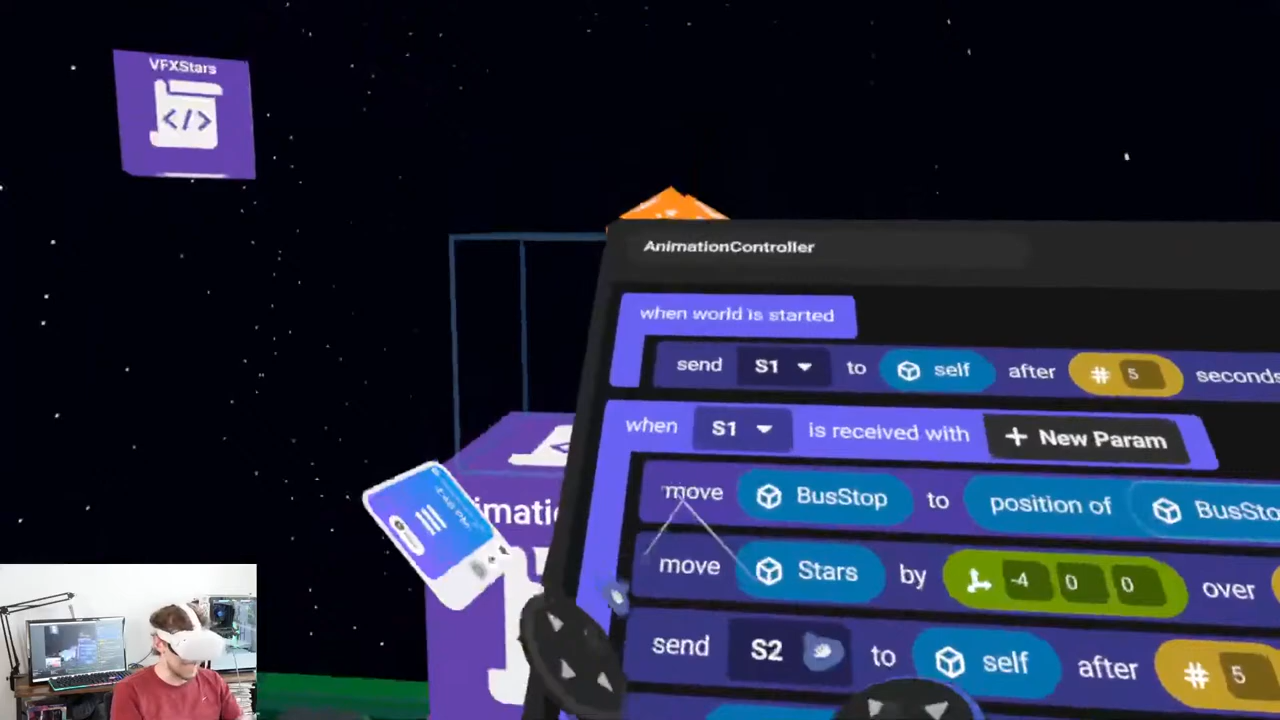 VFXStars
</>
AnimationController
when world is started
send S1 to self after # 5 seconds
when S1 is received with + New Param
move BusStop to position of BusSto
move Stars by -4 0 0 over
send S2 to self after # 5
imatic